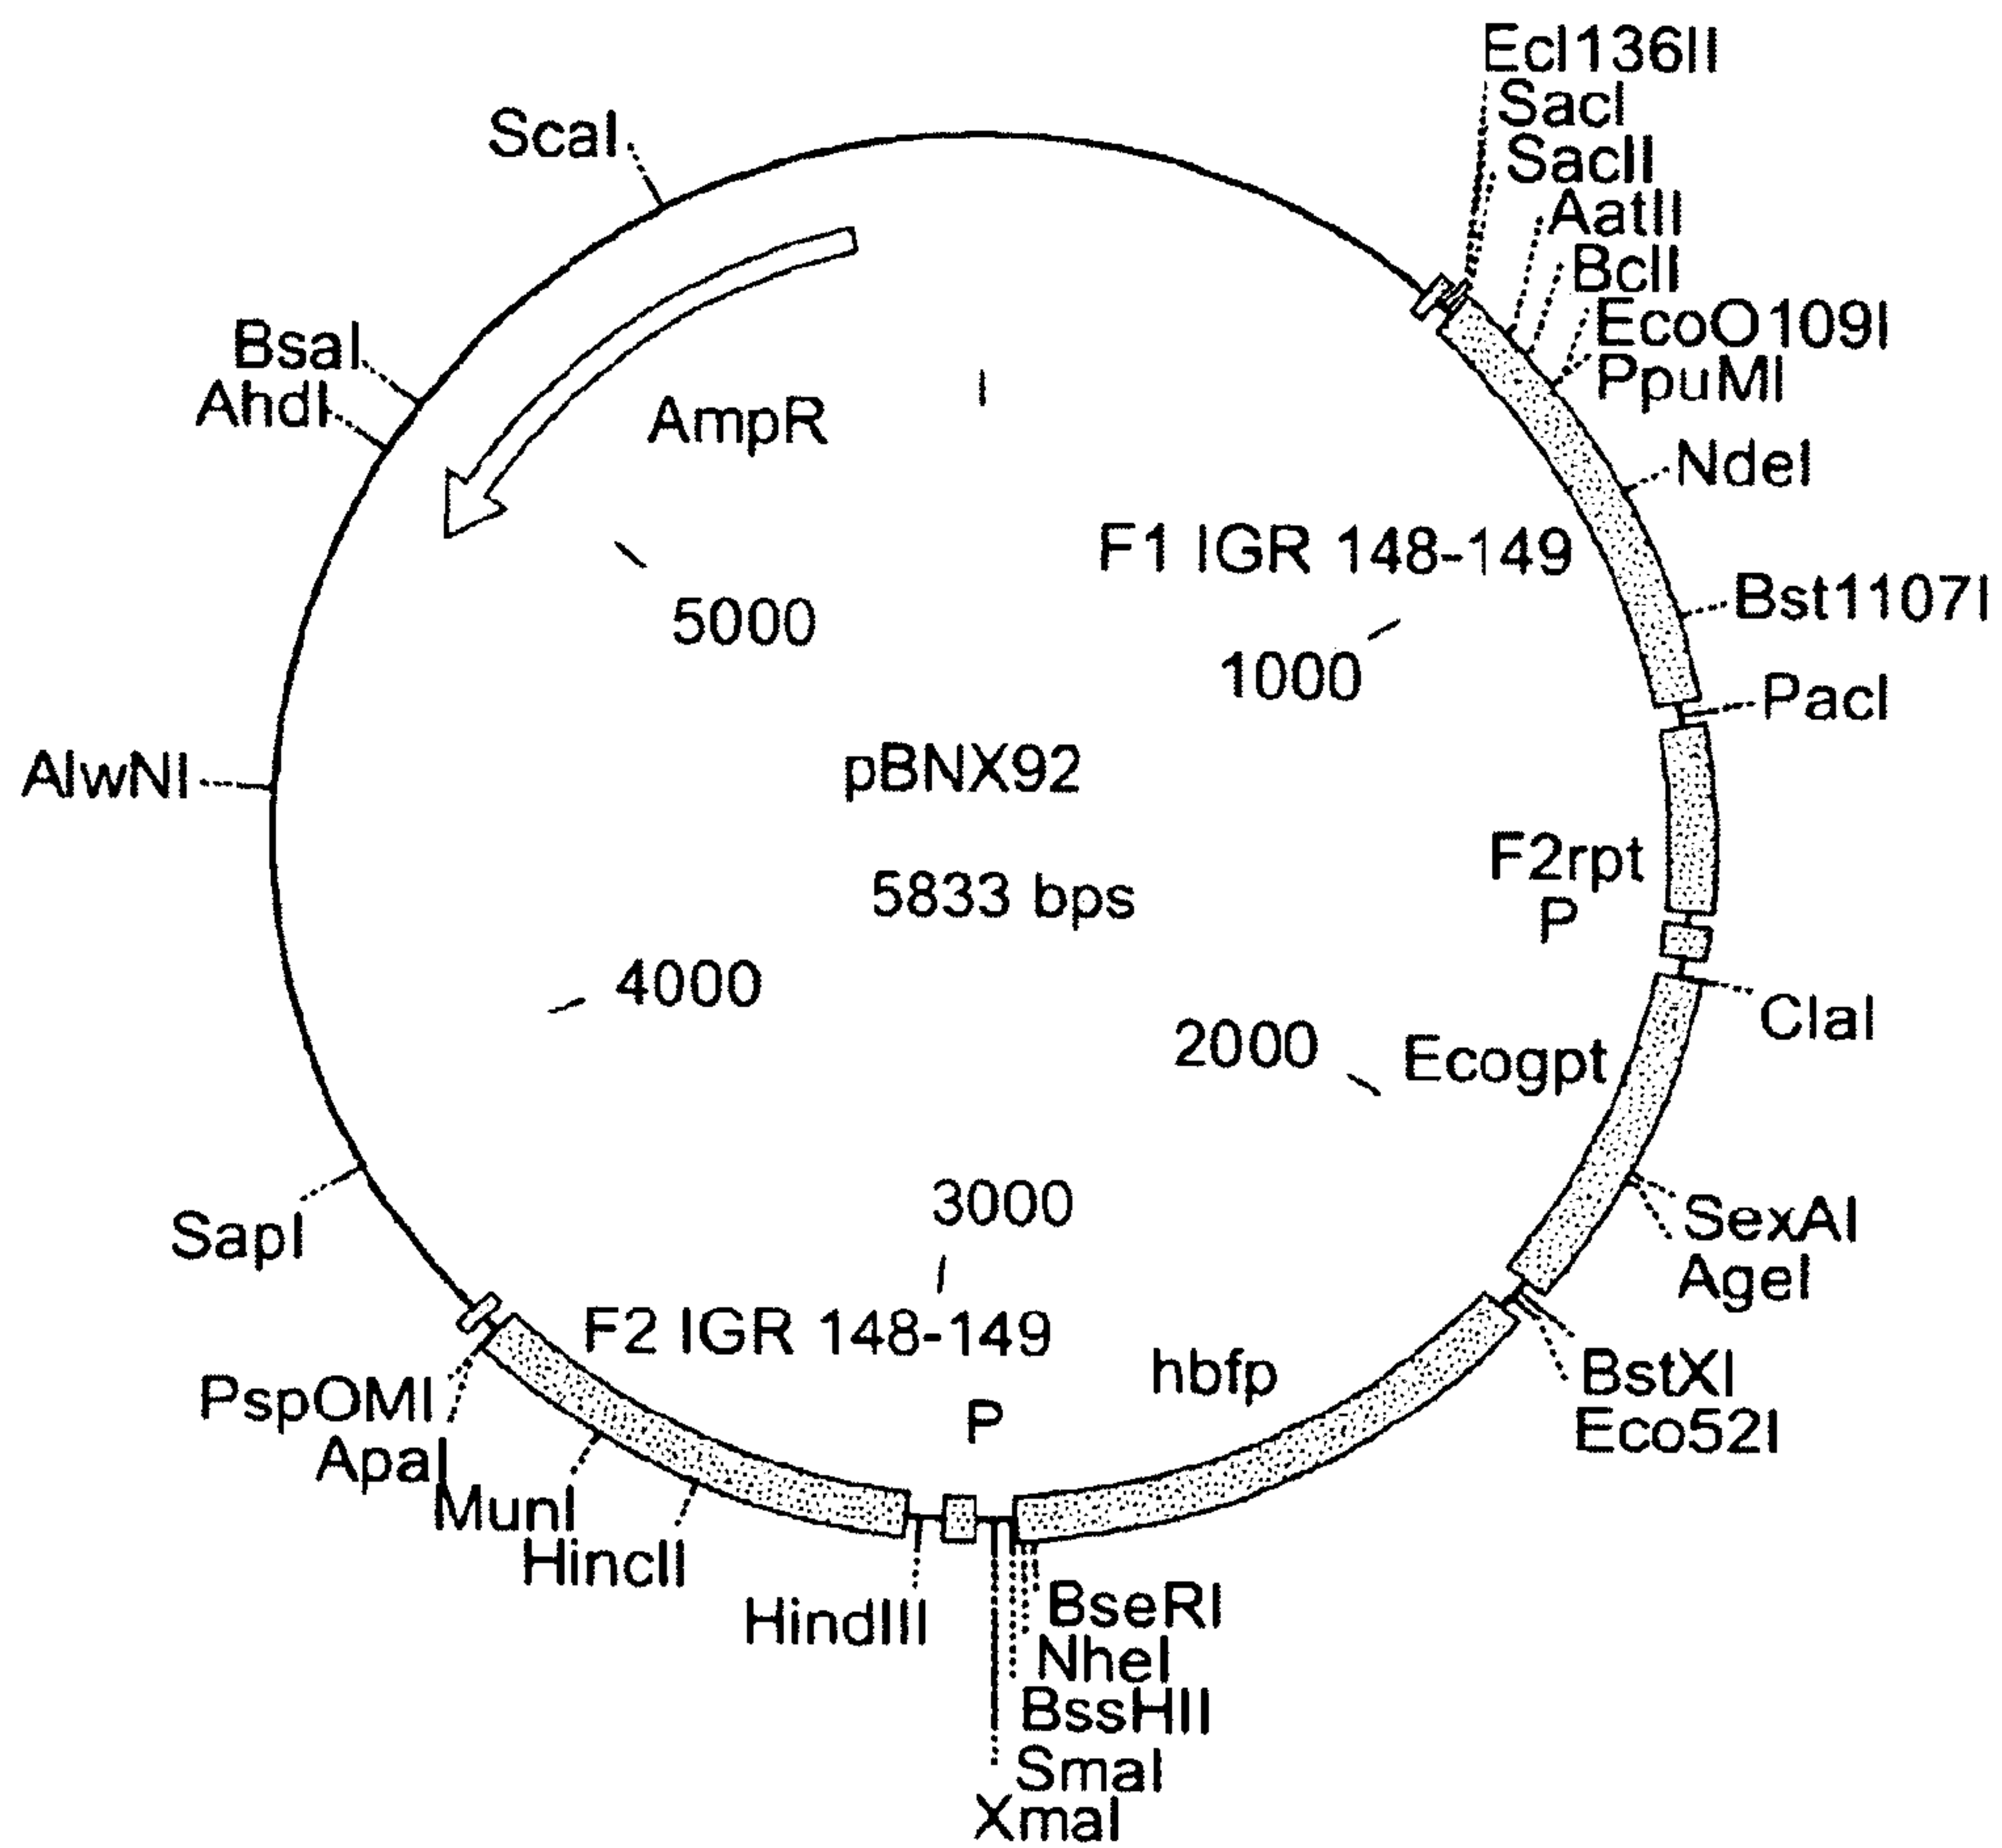 Ecl136II
SacI
SacII
AatII
BclI
EcoO109I
PpuMI
NdeI
Bst1107I
PacI
ClaI
SexAI
AgeI
BstXI
Eco52I
BseRI
NheI
BssHII
SmaI
XmaI
HindIII
HincII
MunI
ApaI
PspOMI
SapI
AlwNI
AhdI
BsaI
ScaI
AmpR
F1 IGR 148-149
F2rpt
P
Ecogpt
hbfp
P
F2 IGR 148-149
1000
2000
3000
4000
5000
pBNX92
5833 bps